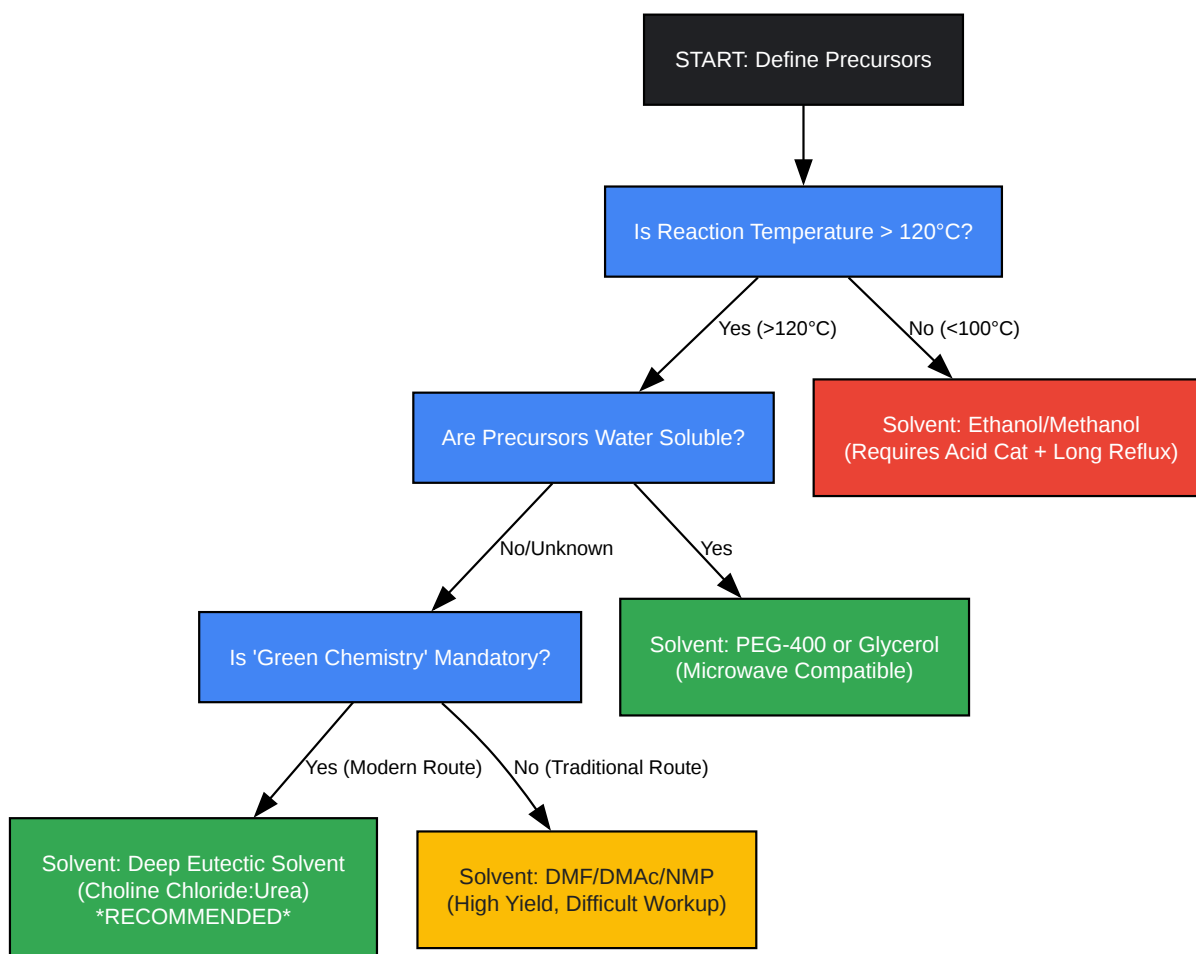 START: Define Precursors
Is Reaction Temperature > 120°C?
Yes (>120°C)
No (<100°C)
Are Precursors Water Soluble?
Solvent: Ethanol/Methanol
(Requires Acid Cat + Long Reflux)
No/Unknown
Yes
Is 'Green Chemistry' Mandatory?
Solvent: PEG-400 or Glycerol
(Microwave Compatible)
Yes (Modern Route)
No (Traditional Route)
Solvent: Deep Eutectic Solvent
(Choline Chloride:Urea)
*RECOMMENDED*
Solvent: DMF/DMAc/NMP
(High Yield, Difficult Workup)